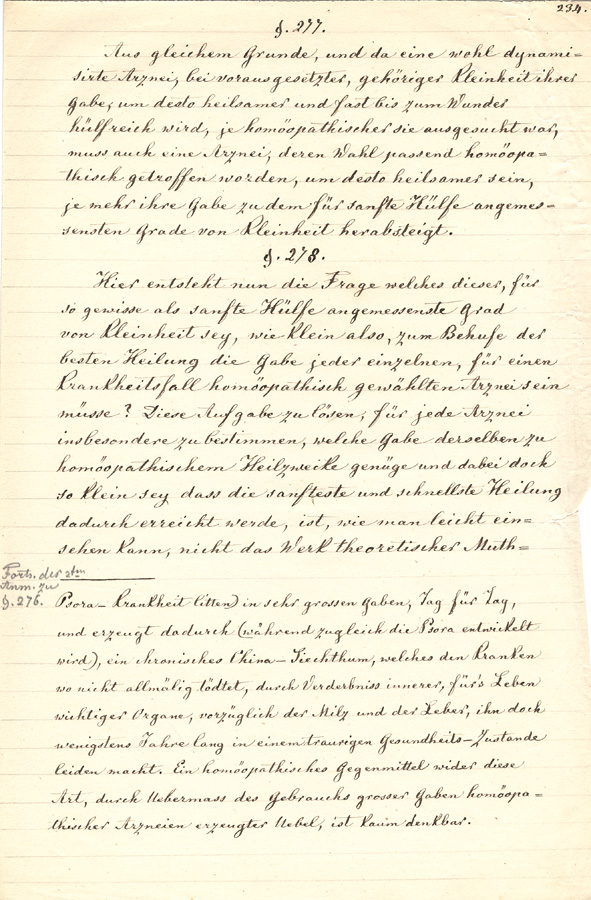 234.
§. 277.
Aus gleichem Grunde, und da eine wohl dynami=
sirte Arznei, bei vorausgesetzter, gehöriger Kleinheit ihrer
Gabe, um desto heilsamer und fast bis zum Wunder
hülfreich wird, je homöopathischer sie ausgesucht war,
muss auch eine Arznei, deren Wahl passend homöopa=
thisch getroffen worden, um desto heilsamer sein,
je mehr ihre Gabe zu dem für sanfte Hülfe angemes=
sensten Grade von Kleinheit herabsteigt.
§. 278.
Hier entsteht nun die Frage welches dieser, für
so gewisse als sanfte Hülfe angemessenste Grad
von Kleinheit sey, wie klein also, zum Behufe der
besten Heilung die Gabe jeder einzelnen, für einen
Krankheitsfall homöopathisch gewählten Arznei sein
müsse? Diese Aufgabe zu lösen, für jede Arznei
insbesondere zu bestimmen, welche Gabe derselben zu
homöopathischem Heilzwecke genüge und dabei doch
so klein sey dass die sanfteste und schnellste Heilung
dadurch erreicht werde, ist, wie man leicht ein=
sehen kann, nicht das Werk theoretischer Muth=
Forts. der 2ten
Anm. zu
§. 276.
Psora-Krankheit litten) in sehr grossen Gaben, Tag für Tag,
und erzeugt dadurch (während zugleich die Psora entwickelt
wird), ein chronisches China-Siechthum, welches den Kranken
wo nicht allmälig tödtet, durch Verderbniss innerer, für's Leben
wichtiger Organe, vorzüglich der Milz und der Leber, ihn doch
wenigstens Jahre lang in einem traurigen Gesundheits-Zustande
leiden macht. Ein homöopathisches Gegenmittel wider diese
Art, durch Uebermass des Gebrauchs grosser Gaben homöopa=
thischer Arzneien erzeugter Uebel, ist kaum denkbar.